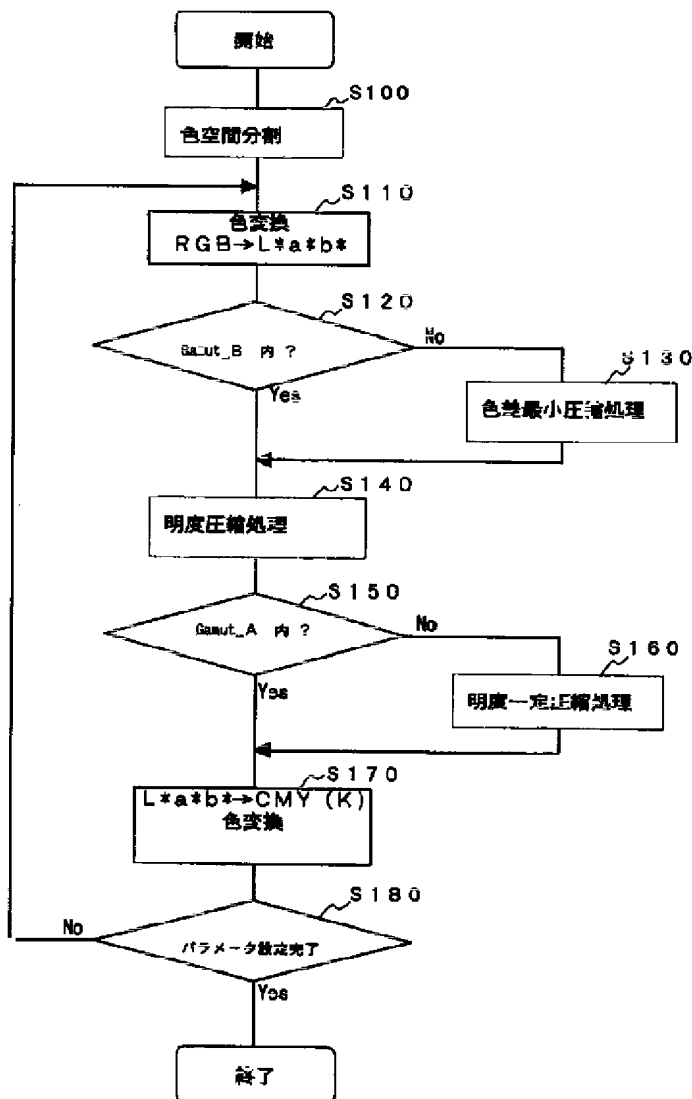 開始
S100
色空間分割
S110
色変換
RGB→L*a*b*
S120
Gamut_B 内 ?
No
Yes
S130
色差最小圧縮処理
S140
明度圧縮処理
S150
Gamut_A 内 ?
No
Yes
S160
明度一定圧縮処理
S170
L*a*b*→CMY (K)
色変換
S180
パラメータ設定完了
No
Yes
終了